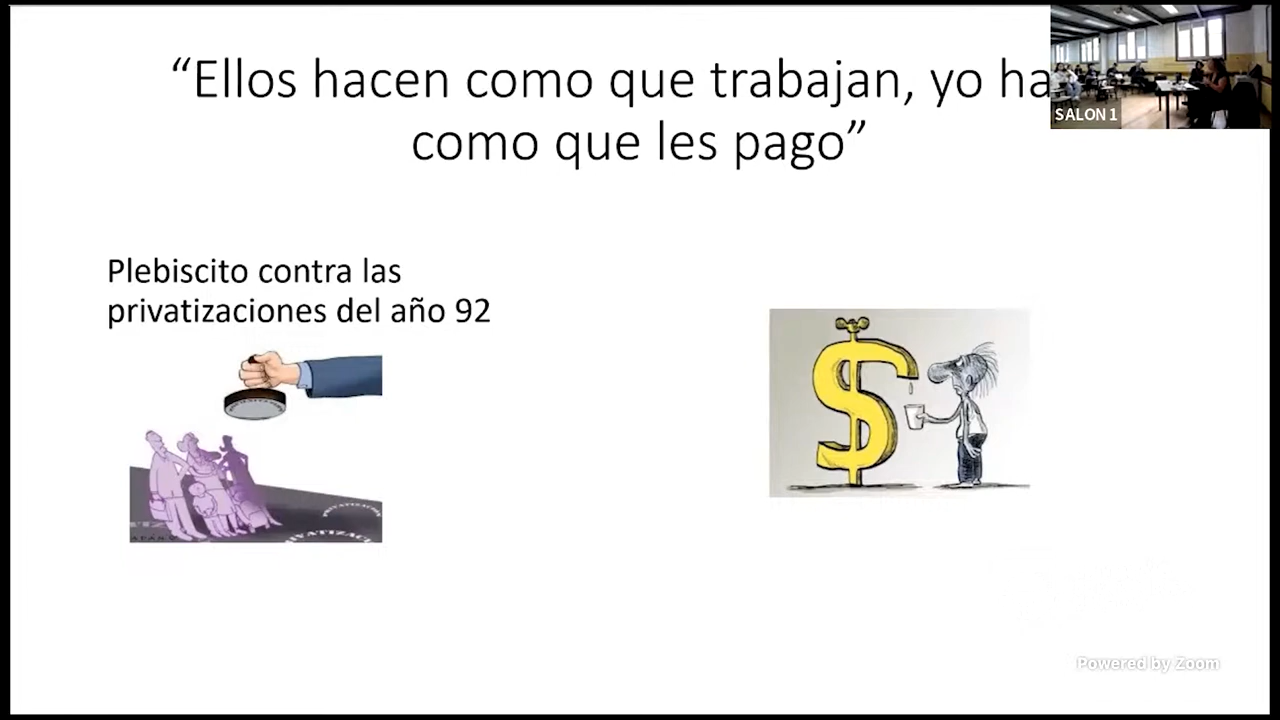 “Ellos hacen como que trabajan, yo ha
como que les pago”
SALON 1
Plebiscito contra las
privatizaciones del año 92
Powered by Zoom